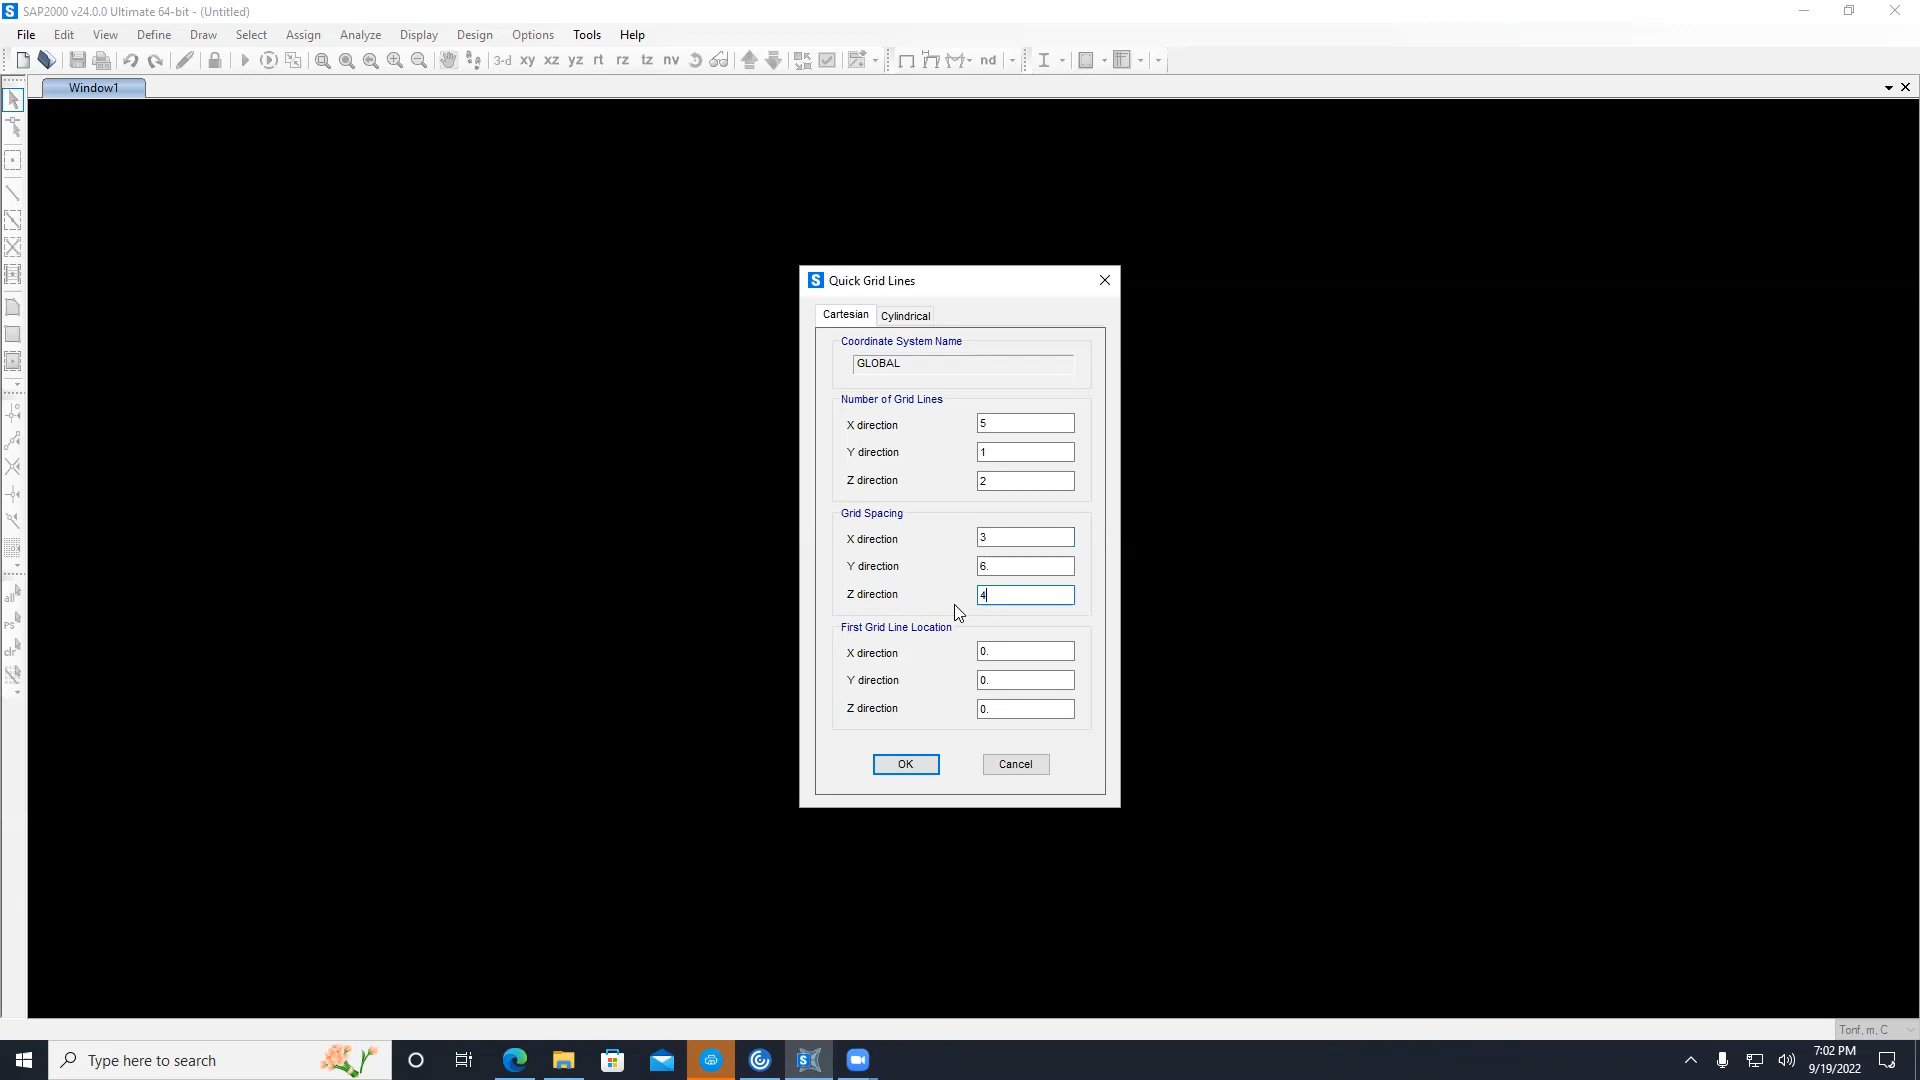 SAP2000 v24.0.0 Ultimate 64-bit - (Untitled)
File Edit View Define Draw Select Assign Analyze Display Design Options Tools Help
3-d xy xz yz rt rz tz nv nd
Window1
Quick Grid Lines
Cartesian Cylindrical
Coordinate System Name
GLOBAL
Number of Grid Lines
X direction 5
Y direction 1
Z direction 2
Grid Spacing
X direction 3
Y direction 6.
Z direction 4
First Grid Line Location
X direction 0.
Y direction 0.
Z direction 0.
OK Cancel
all
PS
clr
Tonf, m, C
Type here to search
7:02 PM
9/19/2022